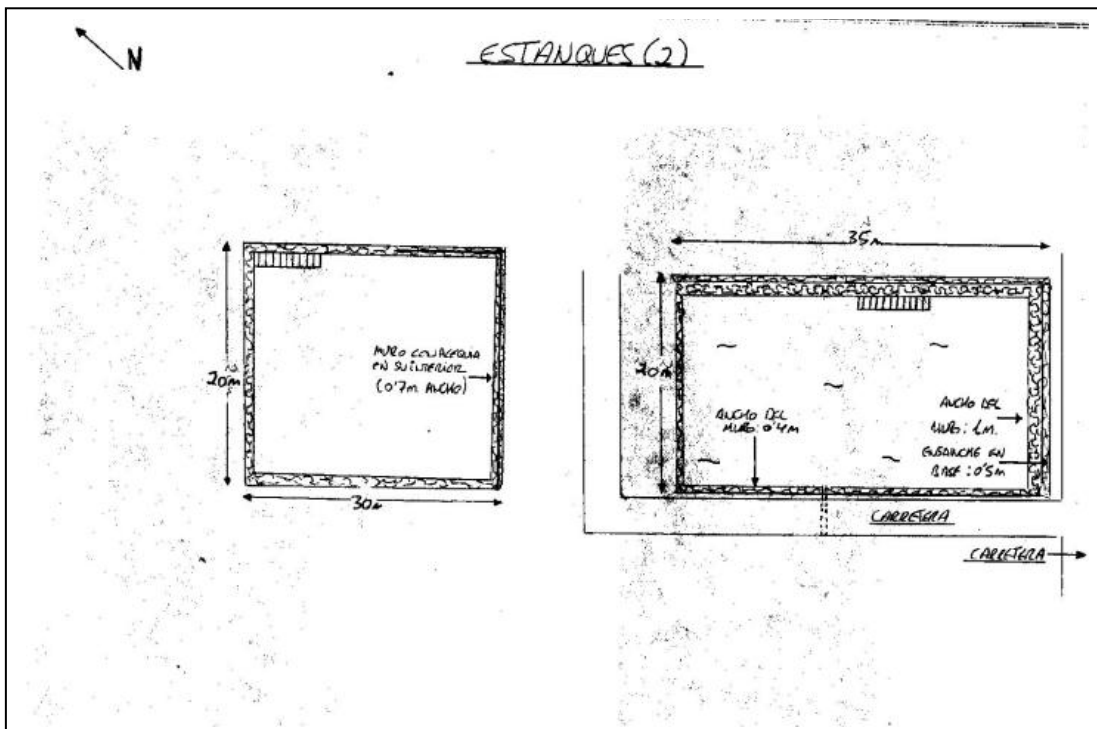 N
ESTANQUES (2)
20m
MURO CON ACEQUIA
EN SU INTERIOR
(0'7m ANCHO)
30m
35m
20m
ANCHO DEL
MURO: 0'4m
ANCHO DEL
MURO: 1m.
ENSANCHE EN
BASE: 0'5m
CARRETERA
CARRETERA